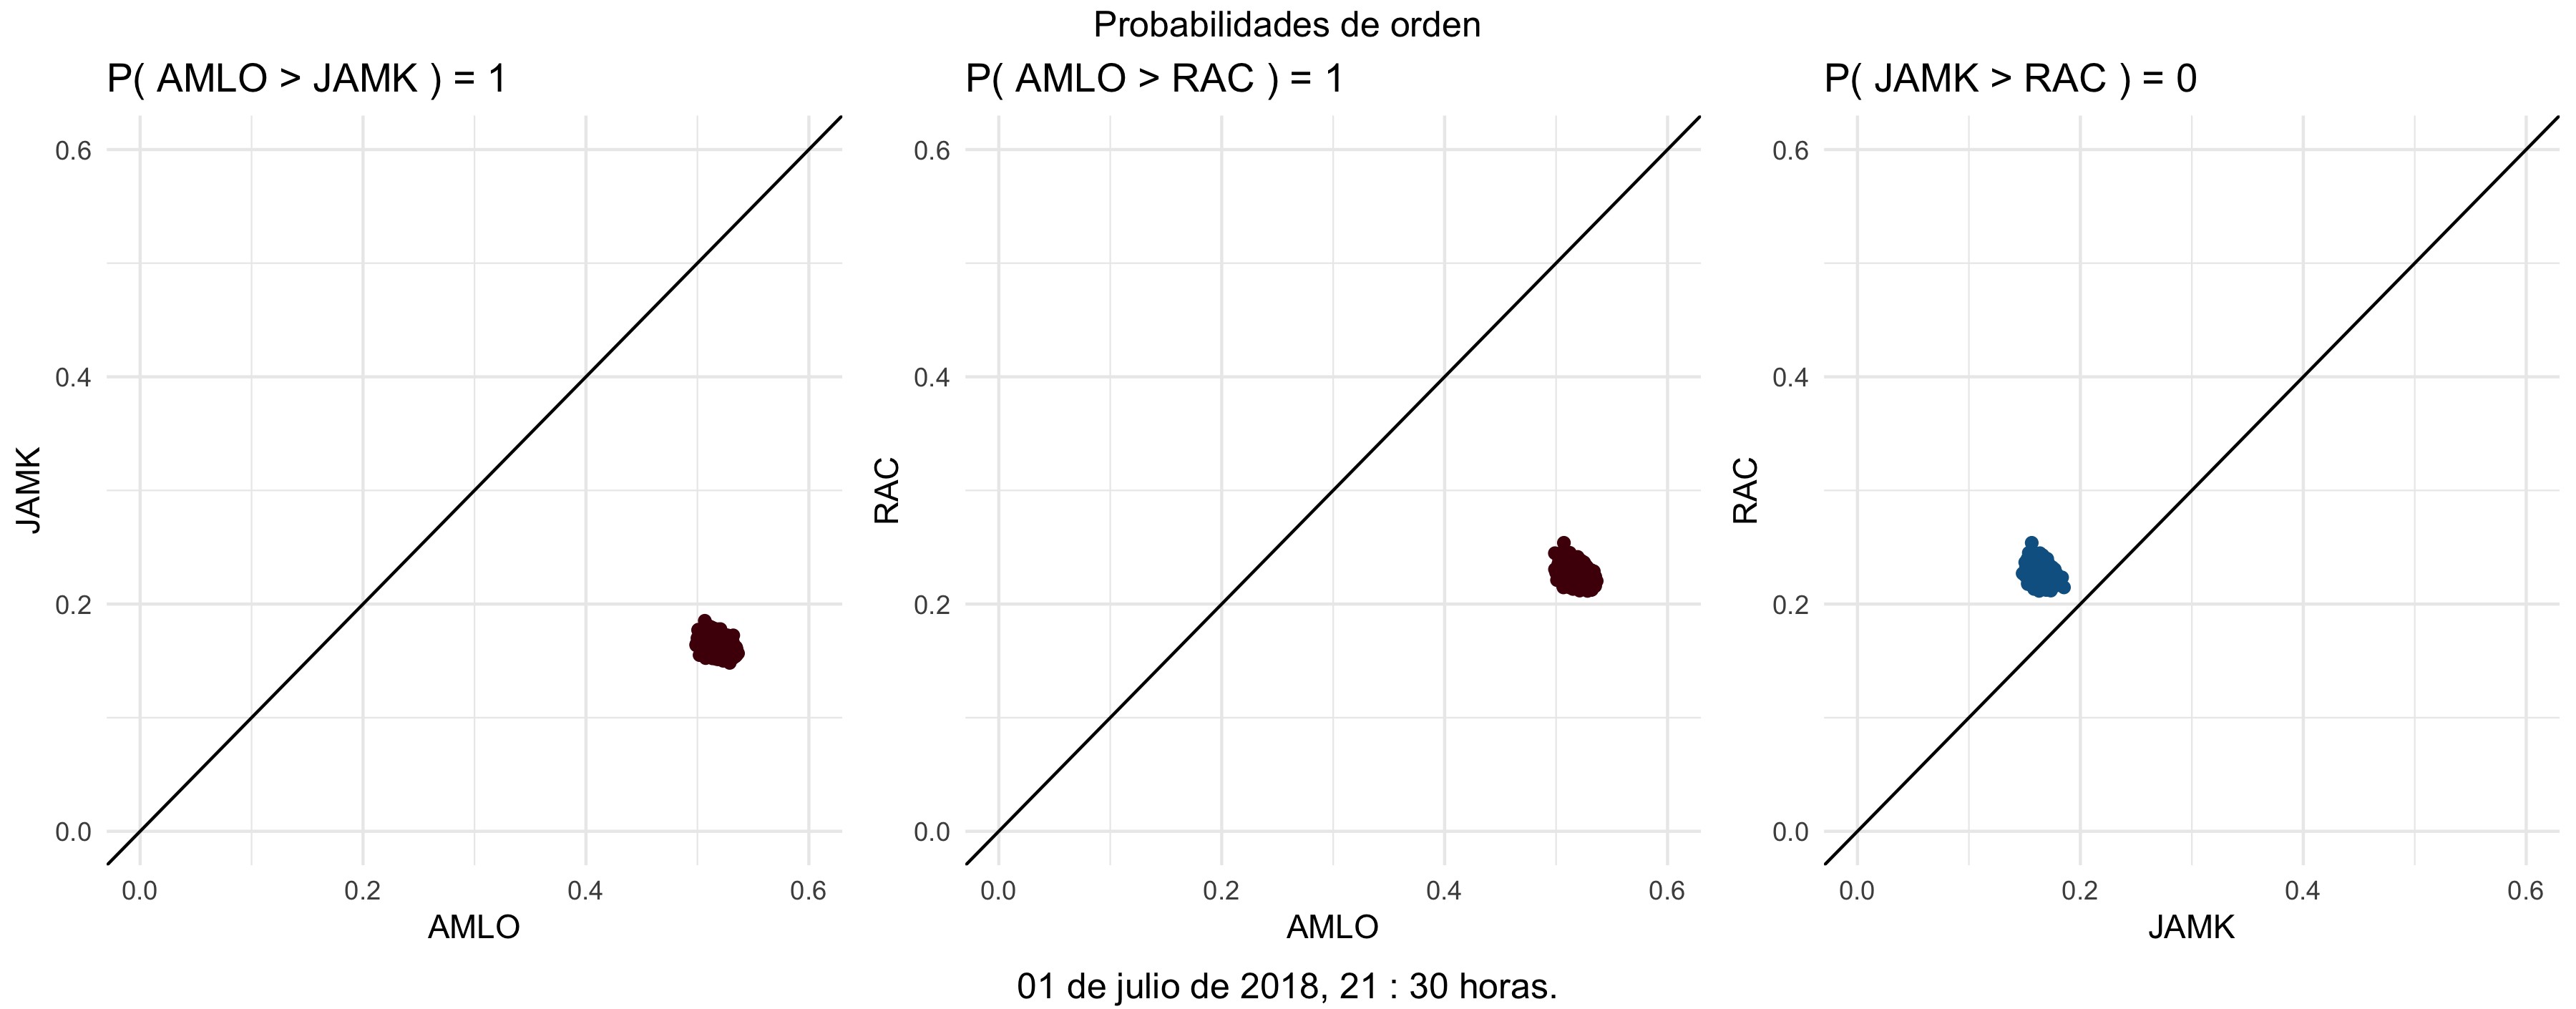 Probabilidades de orden
P( AMLO > JAMK ) = 1
0.6
0.4
0.2
0.0
JAMK
0.0 0.2 0.4 0.6
AMLO
P( AMLO > RAC ) = 1
0.6
0.4
0.2
0.0
RAC
0.0 0.2 0.4 0.6
AMLO
P( JAMK > RAC ) = 0
0.6
0.4
0.2
0.0
RAC
0.0 0.2 0.4 0.6
JAMK
01 de julio de 2018, 21 : 30 horas.